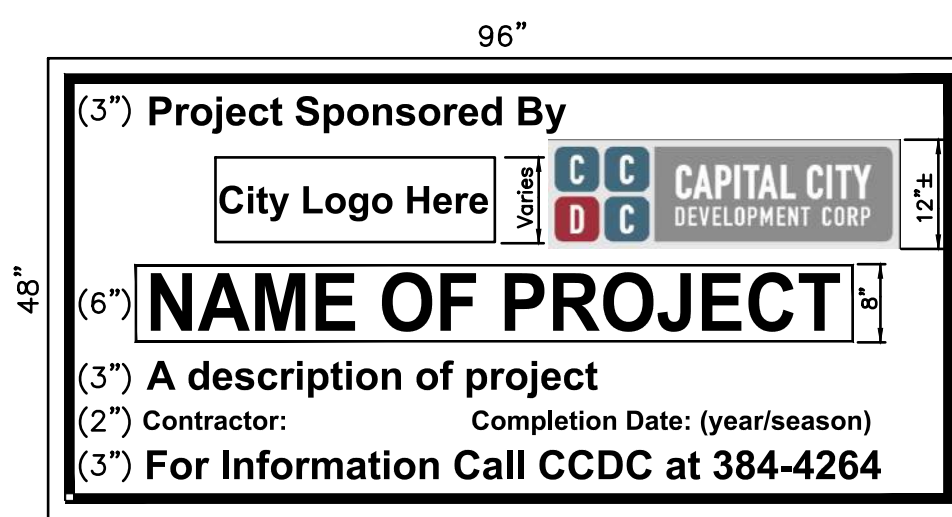 96”
(3”) Project Sponsored By
City Logo Here
Varies
C C
D C
CAPITAL CITY
DEVELOPMENT CORP
12”±
48”
(6”) NAME OF PROJECT
8”
(3”) A description of project
(2”) Contractor: Completion Date: (year/season)
(3”) For Information Call CCDC at 384-4264